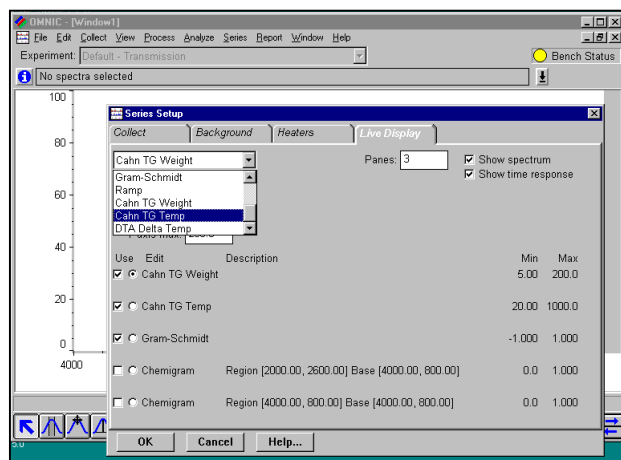 OMNIC - [Window1]
File Edit Collect View Process Analyze Series Report Window Help
Experiment: Default - Transmission
Bench Status
No spectra selected
100
80
60
40
20
0
4000
Series Setup
Collect Background Heaters Live Display
Cahn TG Weight
Panes: 3
Show spectrum
Show time response
Gram-Schmidt
Ramp
Cahn TG Weight
Cahn TG Temp
DTA Delta Temp
Use Edit Description Min Max
Cahn TG Weight 5.00 200.0
Cahn TG Temp 20.00 1000.0
Gram-Schmidt -1.000 1.000
Chemigram Region [2000.00, 2600.00] Base [4000.00, 800.00] 0.0 1.000
Chemigram Region [4000.00, 800.00] Base [4000.00, 800.00] 0.0 1.000
OK Cancel Help...
5.0